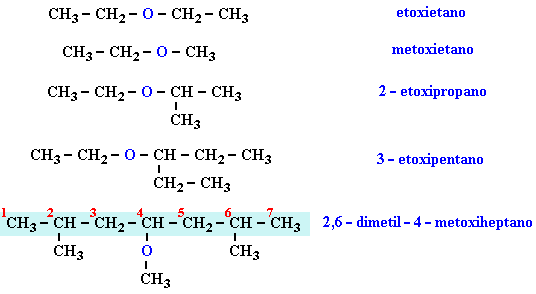 CH₃ – CH₂ – O – CH₂ – CH₃ etoxietano
CH₃ – CH₂ – O – CH₃ metoxietano
CH₃ – CH₂ – O – CH – CH₃ 2 – etoxipropano
CH₃
CH₃ – CH₂ – O – CH – CH₂ – CH₃ 3 – etoxipentano
CH₂ – CH₃
1 2 3 4 5 6 7
CH₃ – CH – CH₂ – CH – CH₂ – CH – CH₃ 2,6 – dimetil – 4 – metoxiheptano
CH₃ O CH₃
CH₃